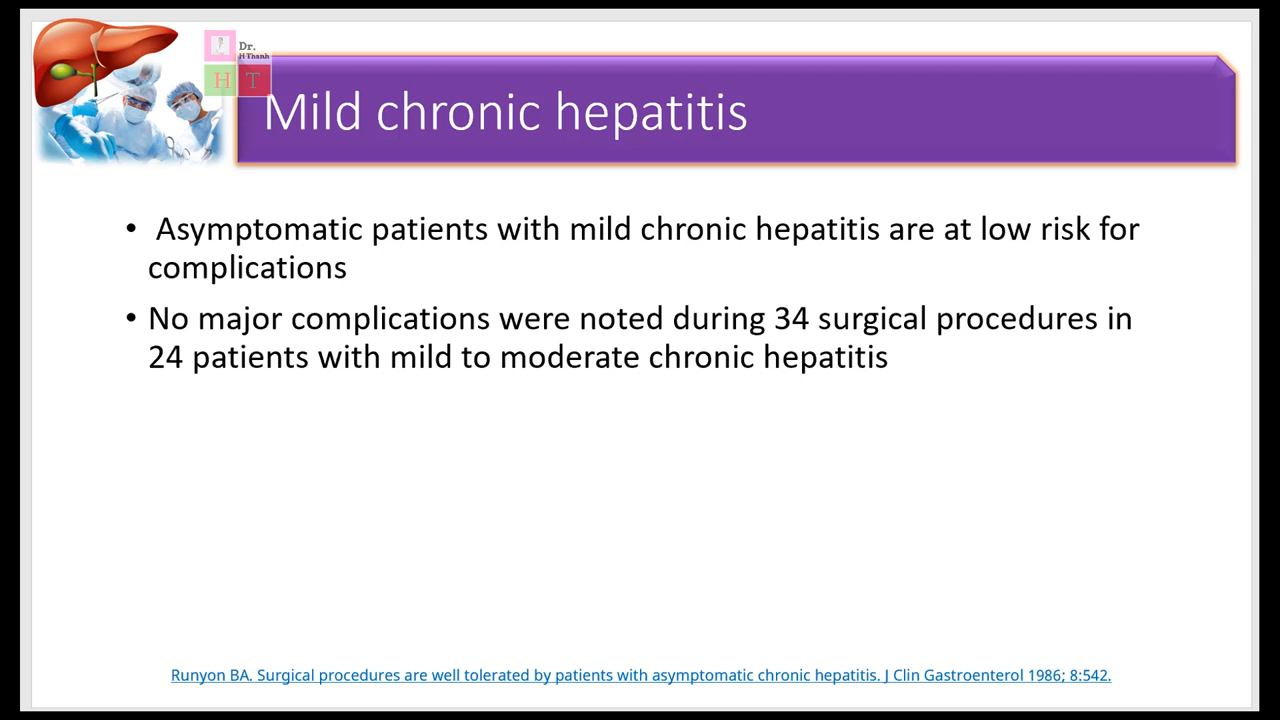 Dr.
H Thanh
H T
Mild chronic hepatitis
• Asymptomatic patients with mild chronic hepatitis are at low risk for
complications
• No major complications were noted during 34 surgical procedures in
24 patients with mild to moderate chronic hepatitis
Runyon BA. Surgical procedures are well tolerated by patients with asymptomatic chronic hepatitis. J Clin Gastroenterol 1986; 8:542.